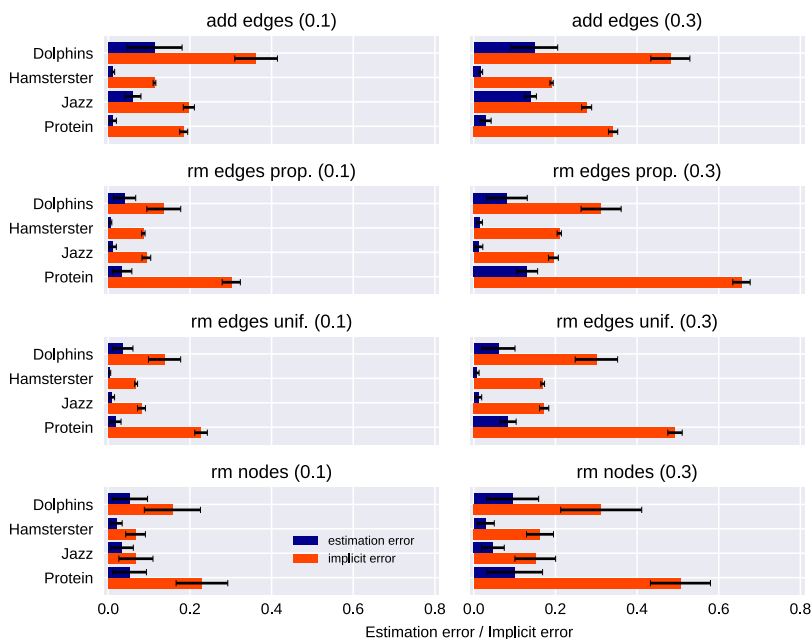 add edges (0.1)
add edges (0.3)
Dolphins
Hamsterster
Jazz
Protein
rm edges prop. (0.1)
rm edges prop. (0.3)
Dolphins
Hamsterster
Jazz
Protein
rm edges unif. (0.1)
rm edges unif. (0.3)
Dolphins
Hamsterster
Jazz
Protein
rm nodes (0.1)
rm nodes (0.3)
Dolphins
Hamsterster
Jazz
Protein
estimation error
implicit error
0.0 0.2 0.4 0.6 0.8
0.0 0.2 0.4 0.6 0.8
Estimation error / Implicit error